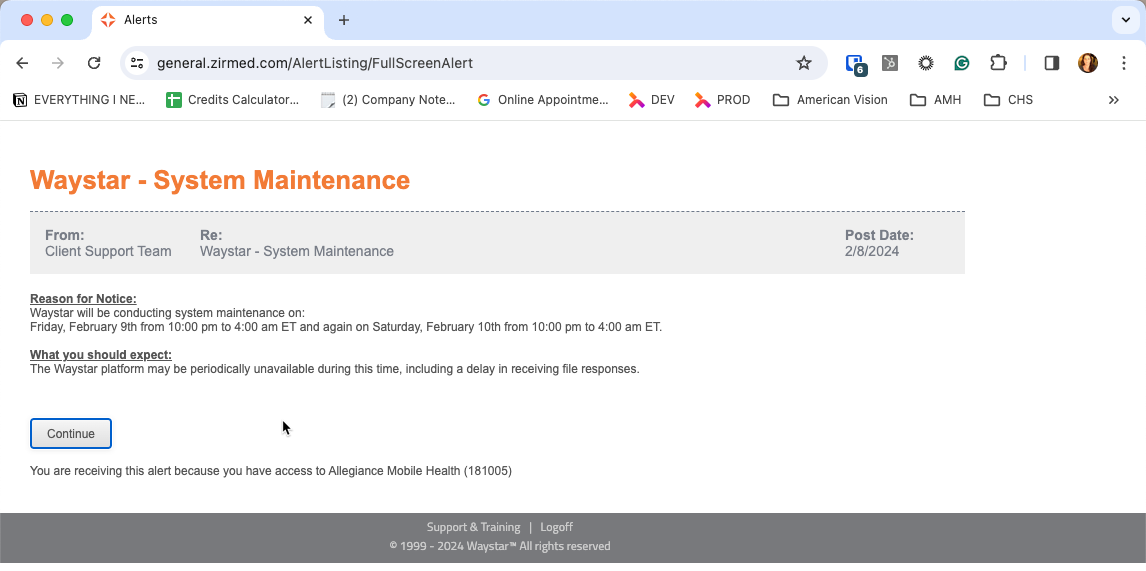 Alerts
general.zirmed.com/AlertListing/FullScreenAlert
6
EVERYTHING I NE...
Credits Calculator...
(2) Company Note...
Online Appointme...
DEV
PROD
American Vision
AMH
CHS
Waystar - System Maintenance
From: Re: Post Date:
Client Support Team Waystar - System Maintenance 2/8/2024
Reason for Notice:
Waystar will be conducting system maintenance on:
Friday, February 9th from 10:00 pm to 4:00 am ET and again on Saturday, February 10th from 10:00 pm to 4:00 am ET.
What you should expect:
The Waystar platform may be periodically unavailable during this time, including a delay in receiving file responses.
Continue
You are receiving this alert because you have access to Allegiance Mobile Health (181005)
Support & Training | Logoff
© 1999 - 2024 Waystar™ All rights reserved